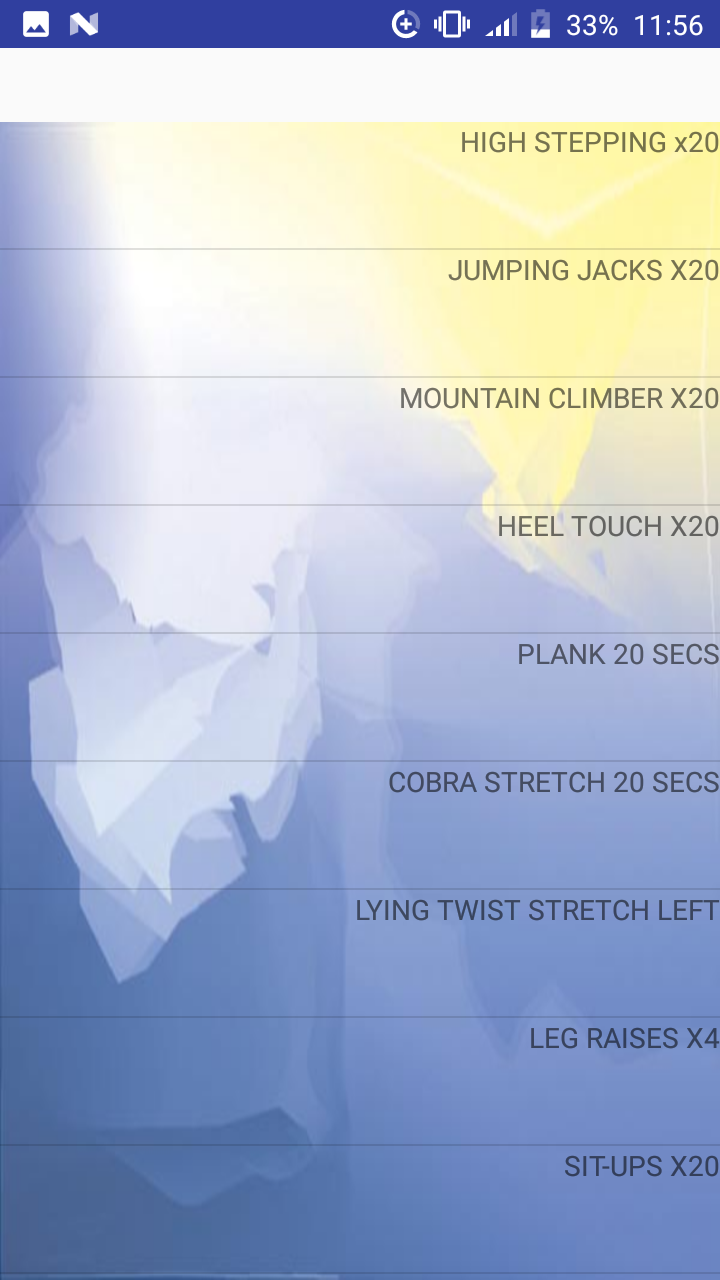 33% 11:56
HIGH STEPPING x20
JUMPING JACKS X20
MOUNTAIN CLIMBER X20
HEEL TOUCH X20
PLANK 20 SECS
COBRA STRETCH 20 SECS
LYING TWIST STRETCH LEFT
LEG RAISES X4
SIT-UPS X20